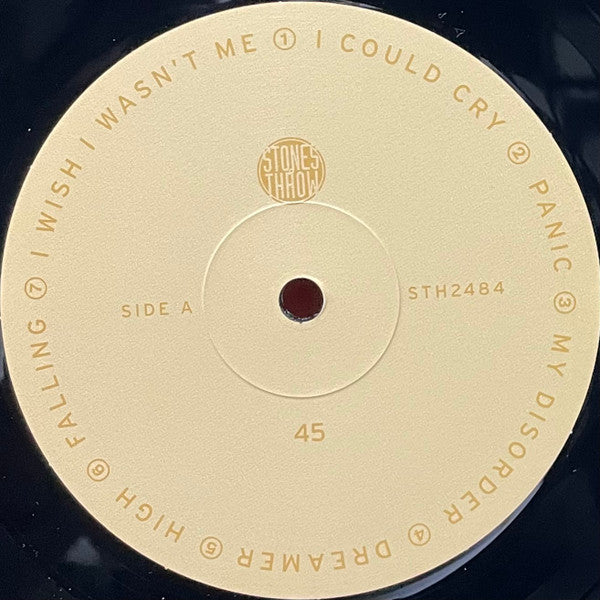 ① I COULD CRY ② PANIC ③ MY DISORDER ④ DREAMER ⑤ HIGH ⑥ FALLING ⑦ I WISH I WASN'T ME
STONES
THROW
SIDE A
STH2484
45